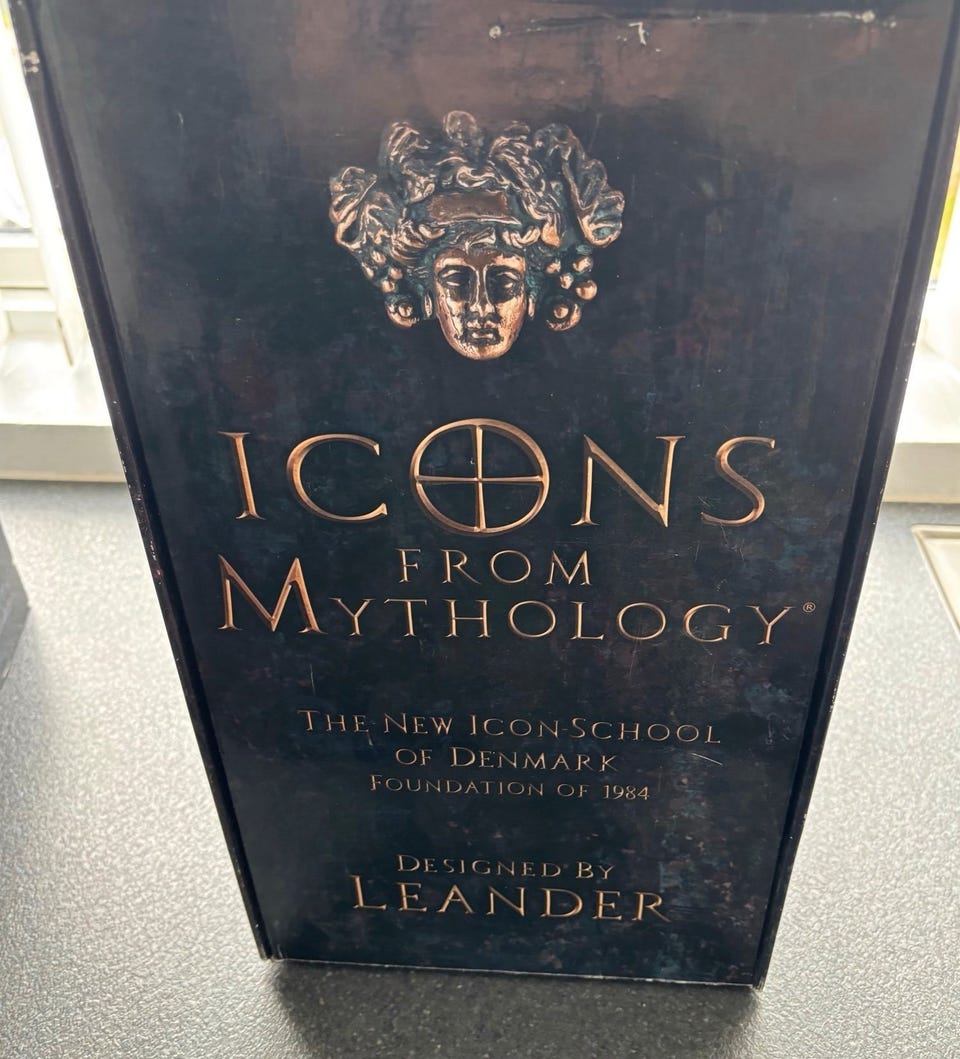 ICONS
FROM
MYTHOLOGY®
THE NEW ICON-SCHOOL
OF DENMARK
FOUNDATION OF 1984
DESIGNED BY
LEANDER